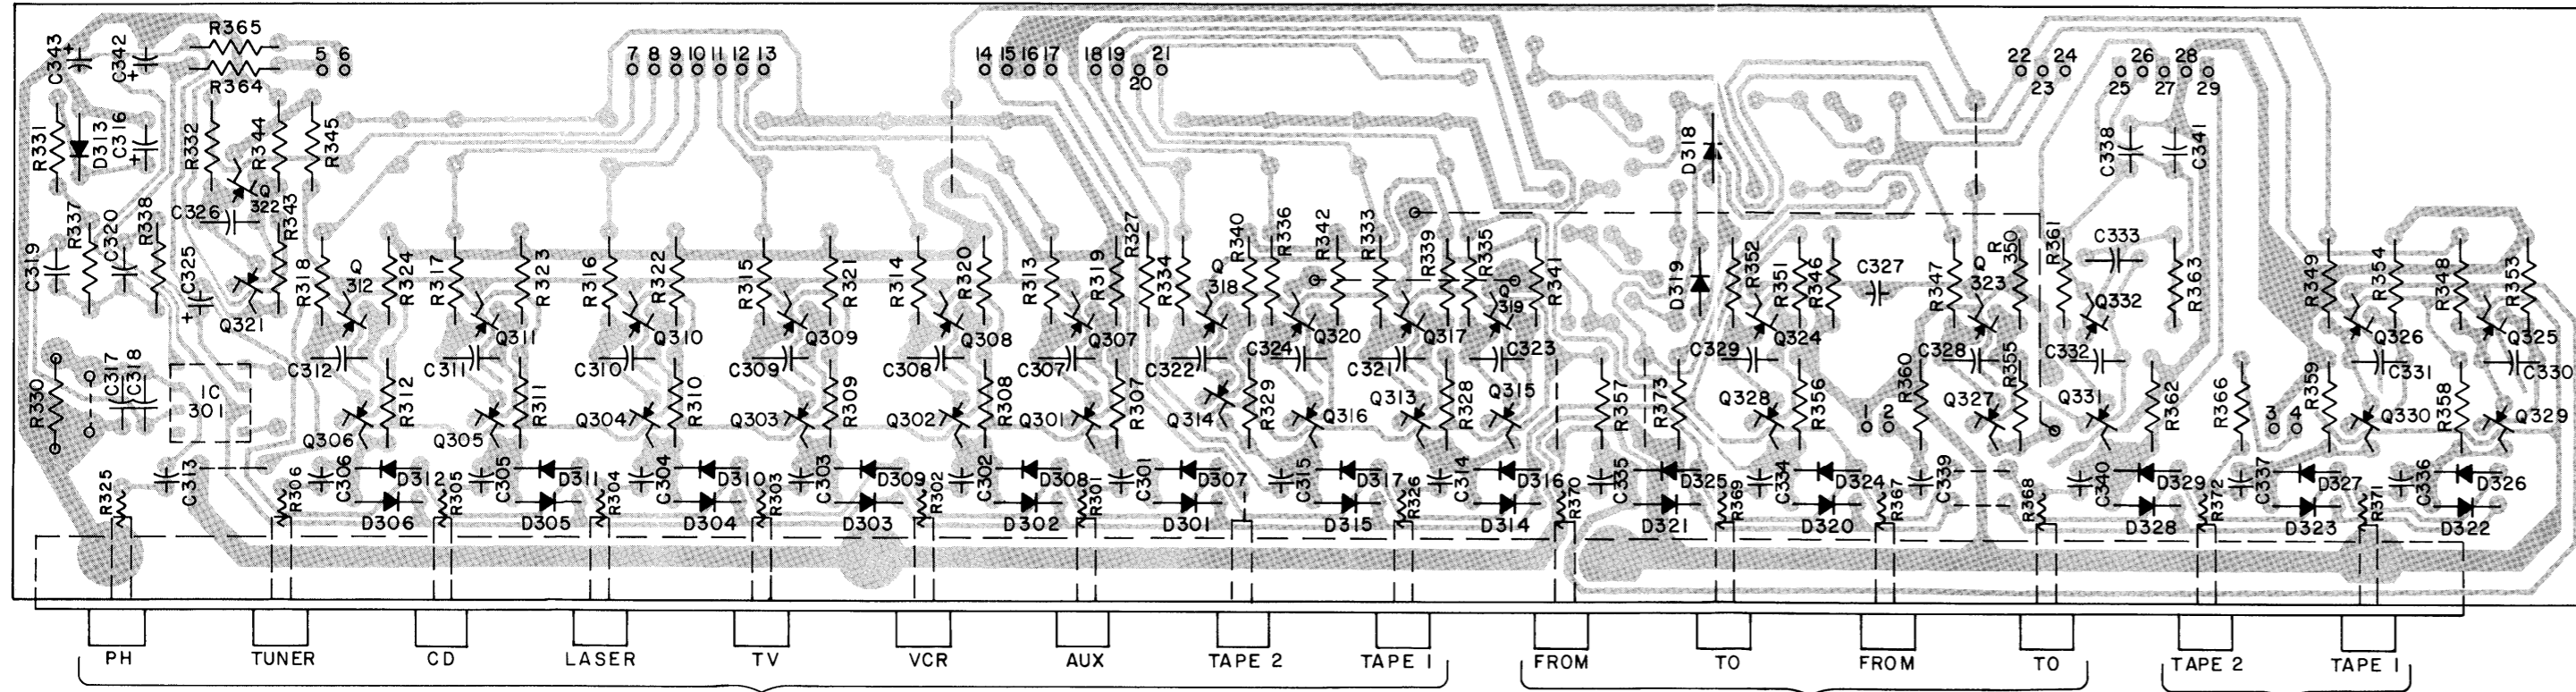 C343 C342 R365 5 6 7 8 9 10 11 12 13 14 15 16 17 18 19 21 22 24 26 28
R364 20 23 25 27 29
R331 D313 C316 R332 R344 R345 D318 C338 C341
C326 Q 322 R343
C319 R337 C320 R338 C325 R318 Q 312 R324 R317 R323 R316 R322 R315 R321 R314 R320 R313 R319 R327 R334 Q 318 R340 R336 R342 R333 R339 R335 Q 319 R341 D319 R352 R351 R346 C327 R347 Q 323 R 350 R361 C333 R363 R349 R354 R348 R353
Q321 Q311 Q310 Q309 Q308 Q307 Q320 Q317 Q324 Q332 Q326 Q325
R330 C317 C318 IC 301 C312 C311 C310 C309 C308 C307 C322 C324 C321 C323 C329 C328 C332 C331 C330
R312 R311 R310 R309 R308 R307 Q314 R329 Q316 Q313 R328 Q315 R357 R373 Q328 R356 1 2 R360 Q327 R355 Q331 R362 R366 3 4 R359 Q330 R358 Q329
Q306 Q305 Q304 Q303 Q302 Q301
R325 C313 R306 C306 D312 R305 C305 D311 R304 C304 D310 R303 C303 D309 R302 C302 D308 R301 C301 D307 C315 D317 R326 C314 D316 R370 C335 D325 R369 C334 D324 R367 C339 R368 C340 D329 R372 C337 D327 R371 C336 D326
D306 D305 D304 D303 D302 D301 D315 D314 D321 D320 D328 D323 D322
PH TUNER CD LASER TV VCR AUX TAPE 2 TAPE 1 FROM TO FROM TO TAPE 2 TAPE 1